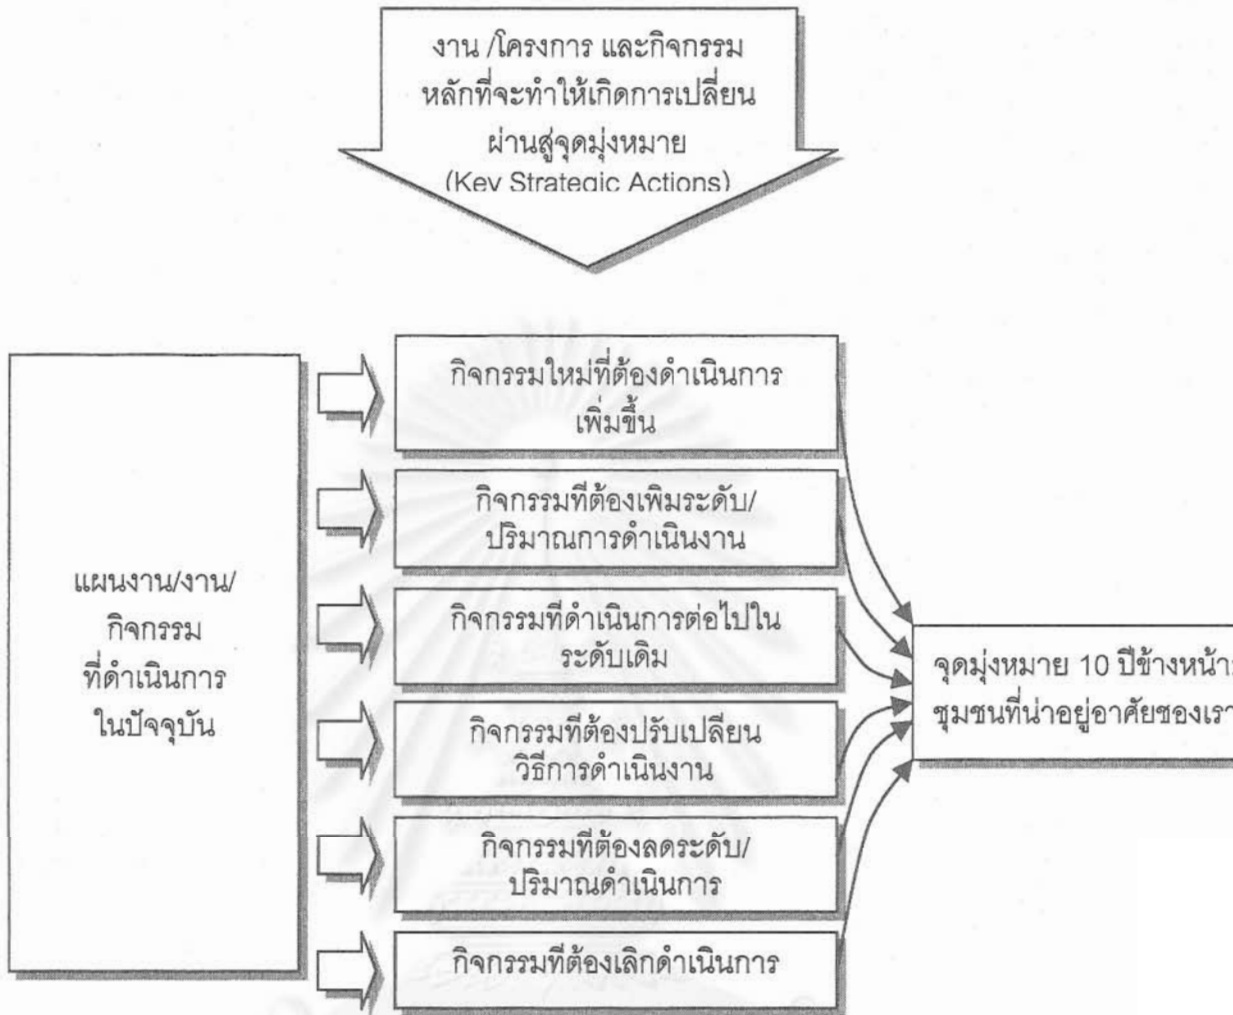 งาน /โครงการ และกิจกรรม
หลักที่จะทำให้เกิดการเปลี่ยน
ผ่านสู่จุดมุ่งหมาย
(Key Strategic Actions)
แผนงาน/งาน/
กิจกรรม
ที่ดำเนินการ
ในปัจจุบัน
กิจกรรมใหม่ที่ต้องดำเนินการ
เพิ่มขึ้น
กิจกรรมที่ต้องเพิ่มระดับ/
ปริมาณการดำเนินงาน
กิจกรรมที่ดำเนินการต่อไปใน
ระดับเดิม
กิจกรรมที่ต้องปรับเปลี่ยน
วิธีการดำเนินงาน
กิจกรรมที่ต้องลดระดับ/
ปริมาณดำเนินการ
กิจกรรมที่ต้องเลิกดำเนินการ
จุดมุ่งหมาย 10 ปีข้างหน้า
ชุมชนที่น่าอยู่อาศัยของเรา